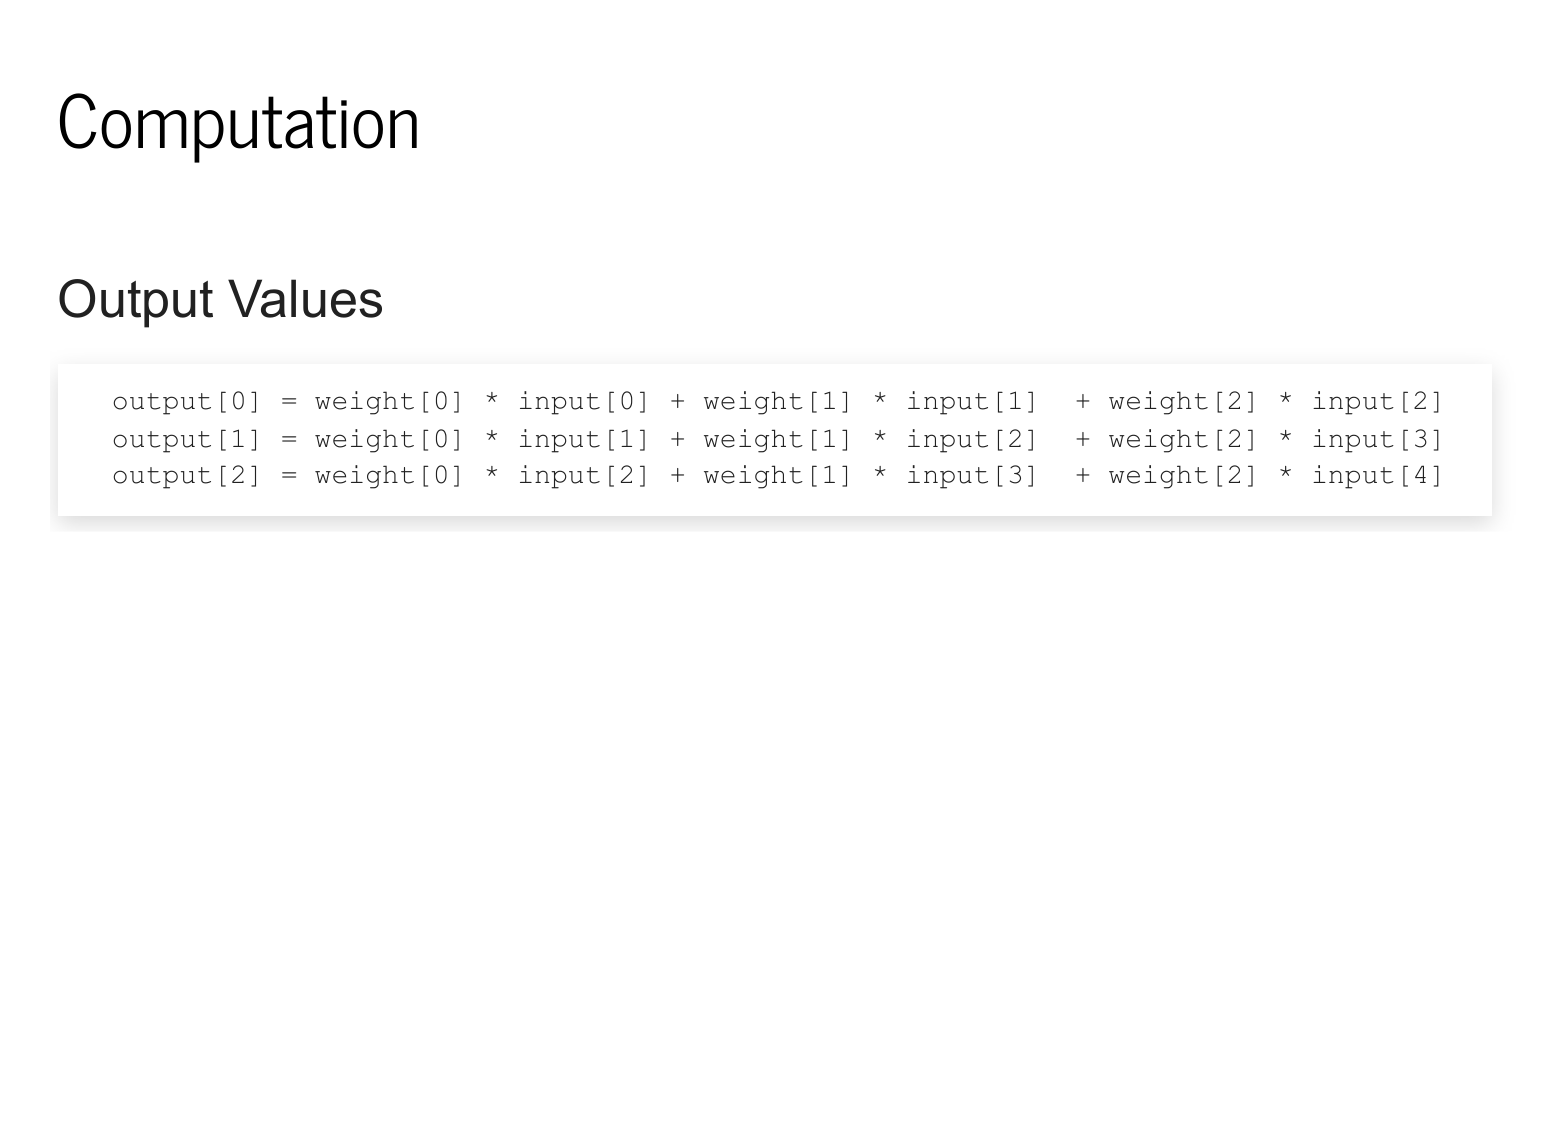 Computation
Output Values
output[0] = weight[0] * input[0] + weight[1] * input[1]  + weight[2] * input[2]
output[1] = weight[0] * input[1] + weight[1] * input[2]  + weight[2] * input[3]
output[2] = weight[0] * input[2] + weight[1] * input[3]  + weight[2] * input[4]